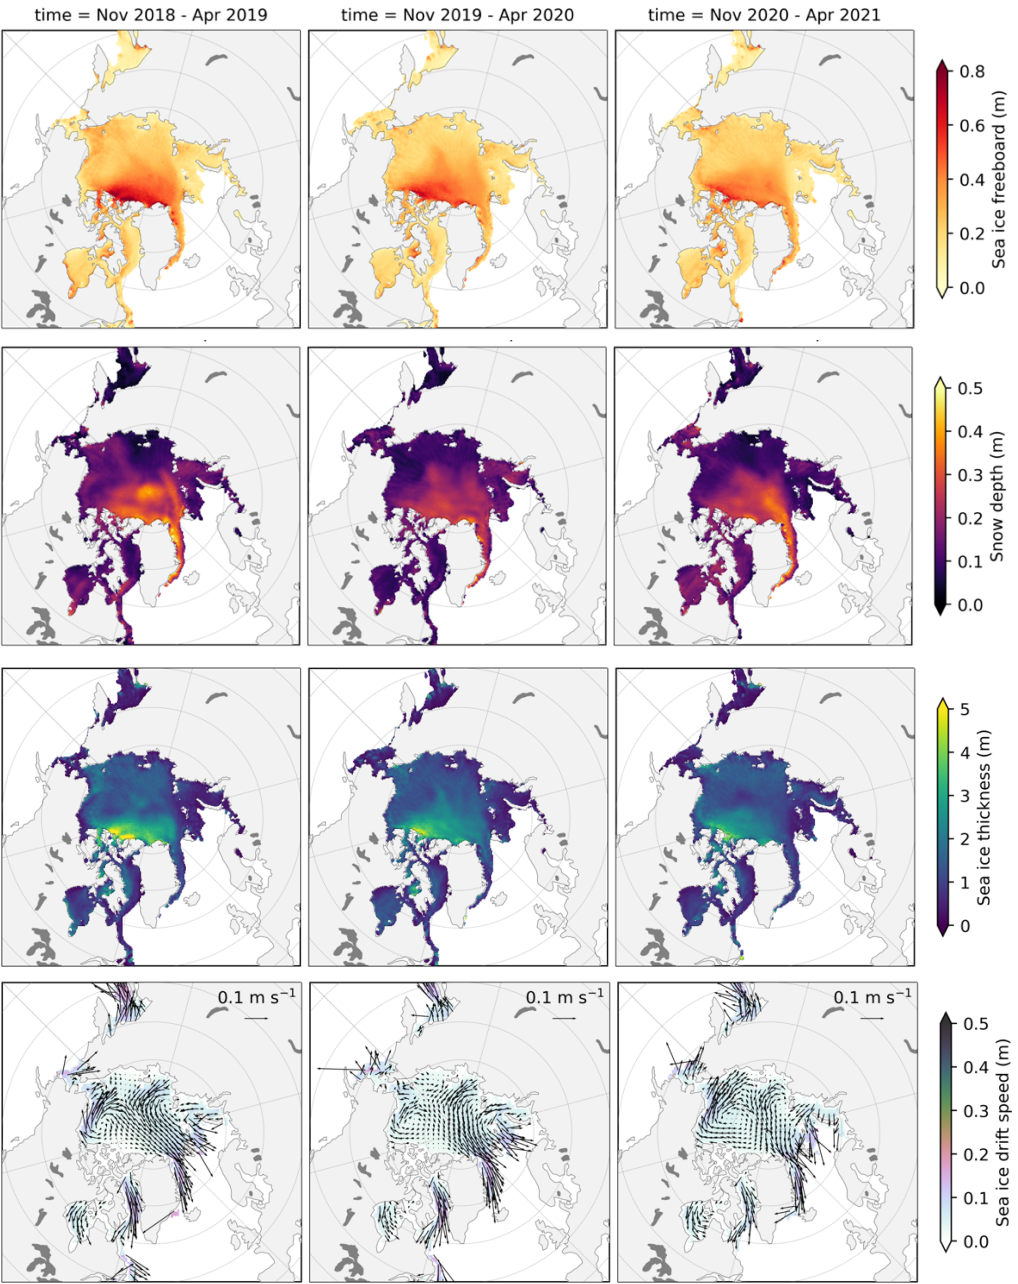 time = Nov 2018 - Apr 2019
time = Nov 2019 - Apr 2020
time = Nov 2020 - Apr 2021
0.8
0.6
0.4
0.2
0.0
Sea ice freeboard (m)
0.5
0.4
0.3
0.2
0.1
0.0
Snow depth (m)
5
4
3
2
1
0
Sea ice thickness (m)
0.1 m s⁻¹
0.1 m s⁻¹
0.1 m s⁻¹
0.5
0.4
0.3
0.2
0.1
0.0
Sea ice drift speed (m)